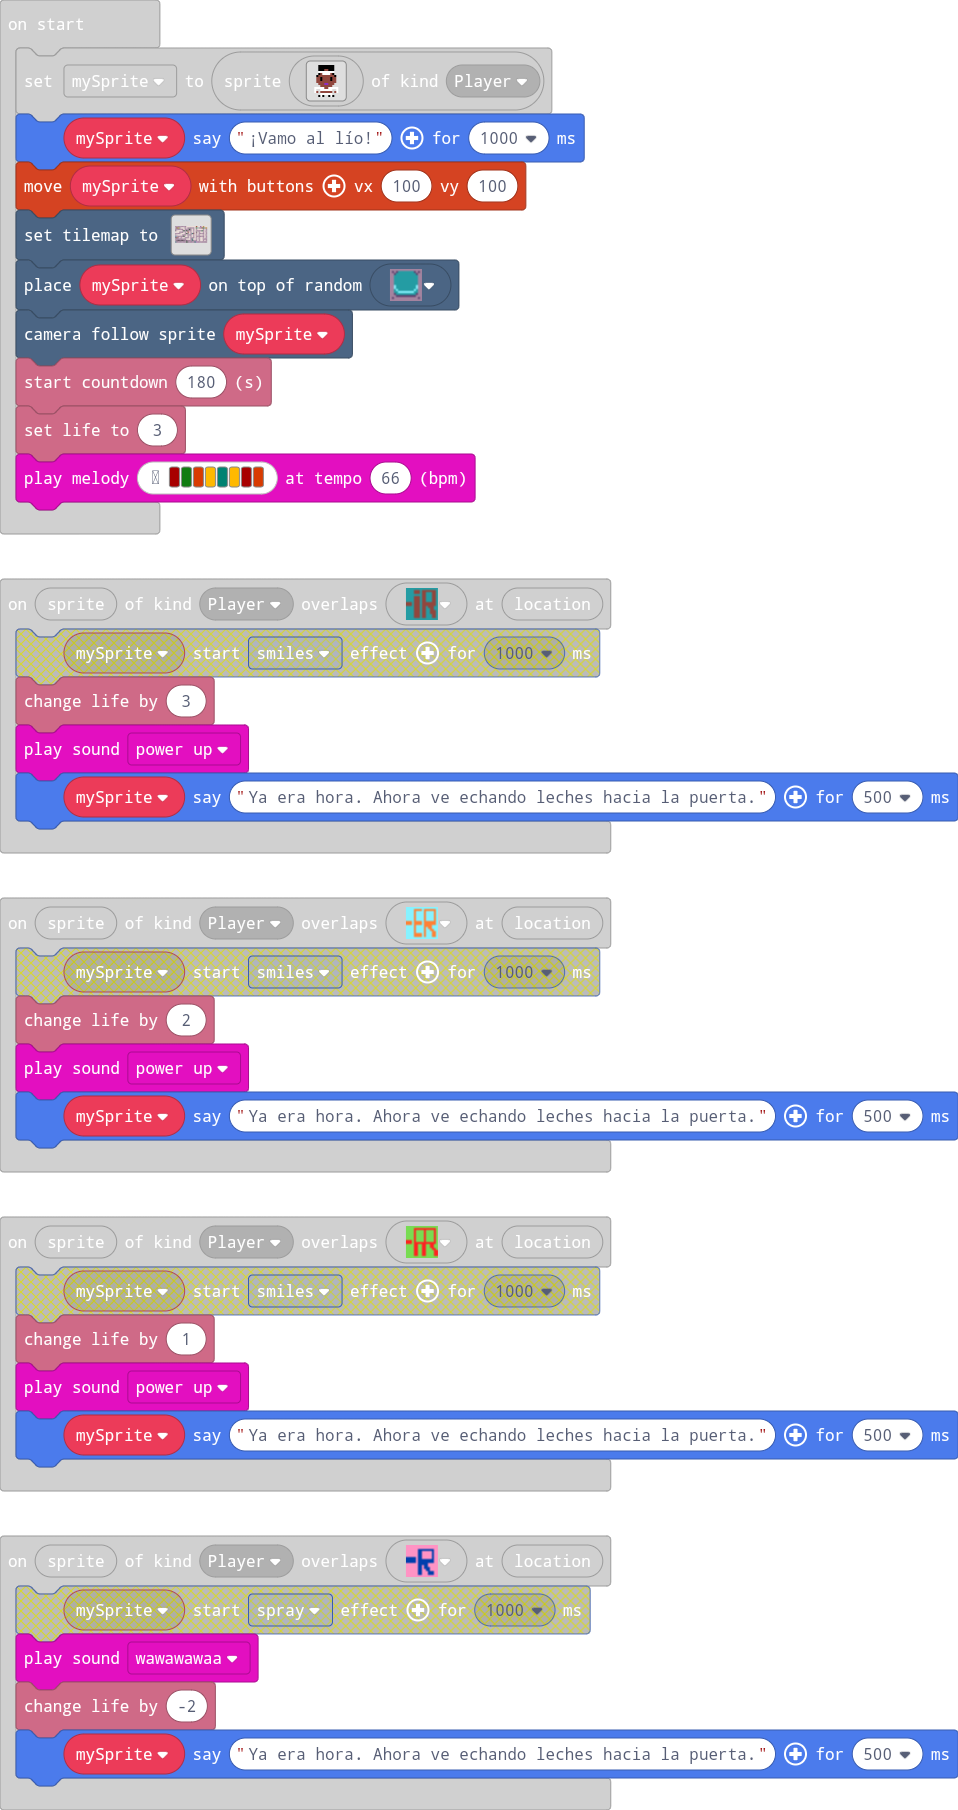 on start
set mySprite to sprite of kind Player
mySprite say "¡Vamo al lío!" for 1000 ms
move mySprite with buttons vx 100 vy 100
set tilemap to
place mySprite on top of random
camera follow sprite mySprite
start countdown 180 (s)
set life to 3
play melody at tempo 66 (bpm)
on sprite of kind Player overlaps -iR at location
mySprite start smiles effect for 1000 ms
change life by 3
play sound power up
mySprite say "Ya era hora. Ahora ve echando leches hacia la puerta." for 500 ms
on sprite of kind Player overlaps -ER at location
mySprite start smiles effect for 1000 ms
change life by 2
play sound power up
mySprite say "Ya era hora. Ahora ve echando leches hacia la puerta." for 500 ms
on sprite of kind Player overlaps at location
mySprite start smiles effect for 1000 ms
change life by 1
play sound power up
mySprite say "Ya era hora. Ahora ve echando leches hacia la puerta." for 500 ms
on sprite of kind Player overlaps -R at location
mySprite start spray effect for 1000 ms
play sound wawawawaa
change life by -2
mySprite say "Ya era hora. Ahora ve echando leches hacia la puerta." for 500 ms